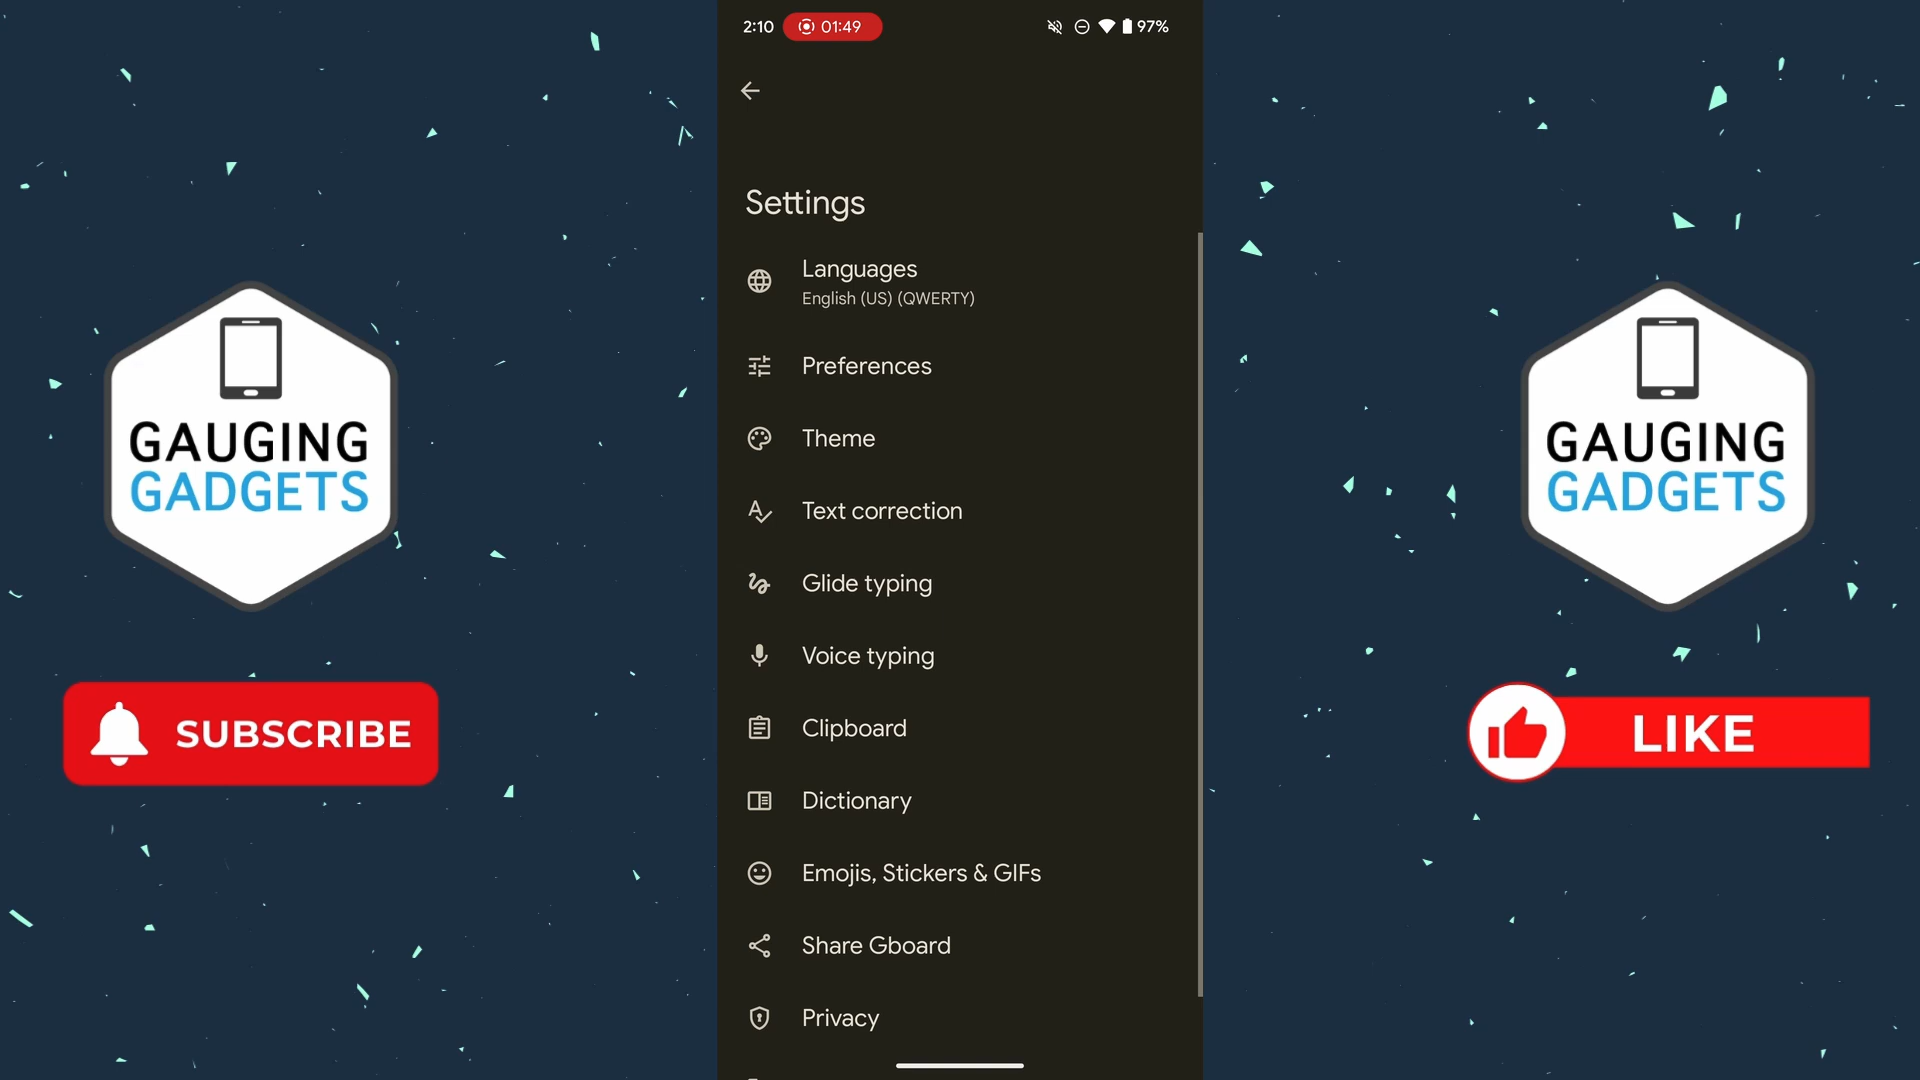 2:10
01:49
97%
Settings
Languages
English (US) (QWERTY)
Preferences
Theme
Text correction
Glide typing
Voice typing
Clipboard
Dictionary
Emojis, Stickers & GIFs
Share Gboard
Privacy
GAUGING
GADGETS
SUBSCRIBE
GAUGING
GADGETS
LIKE